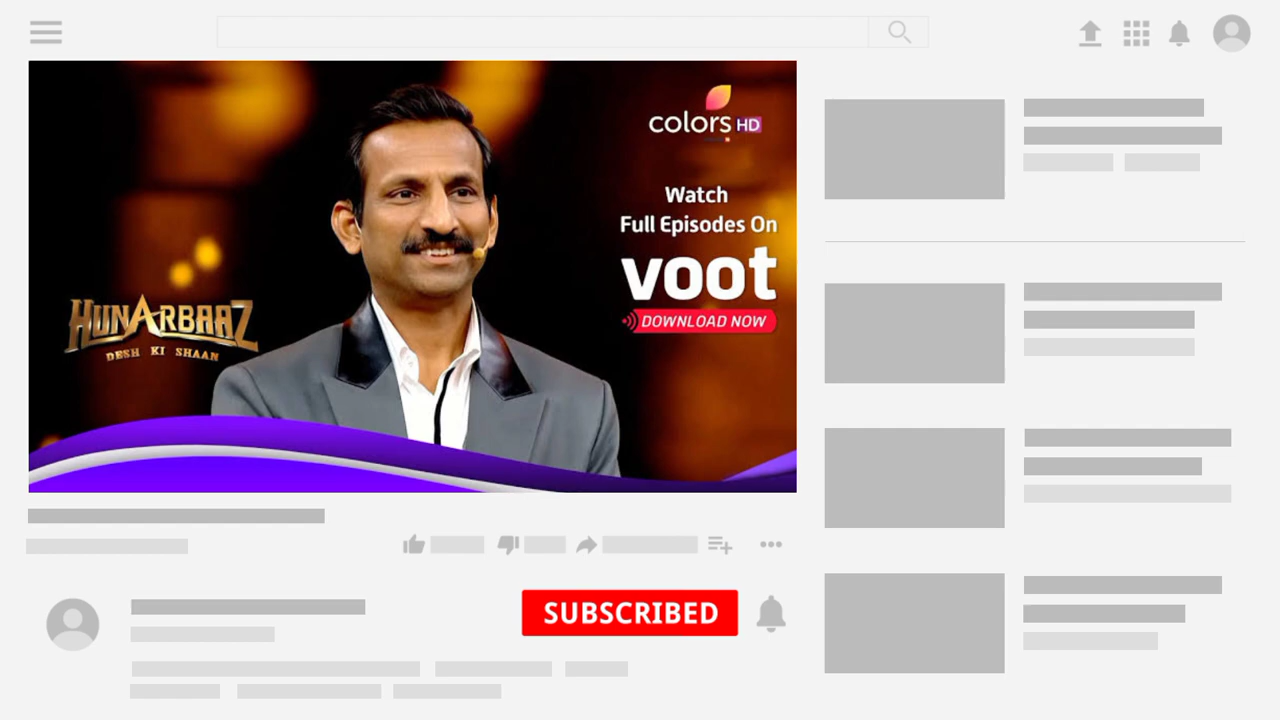 colors HD
Watch
Full Episodes On
voot
DOWNLOAD NOW
HUNARBAAZ
DESH KI SHAAN
SUBSCRIBED